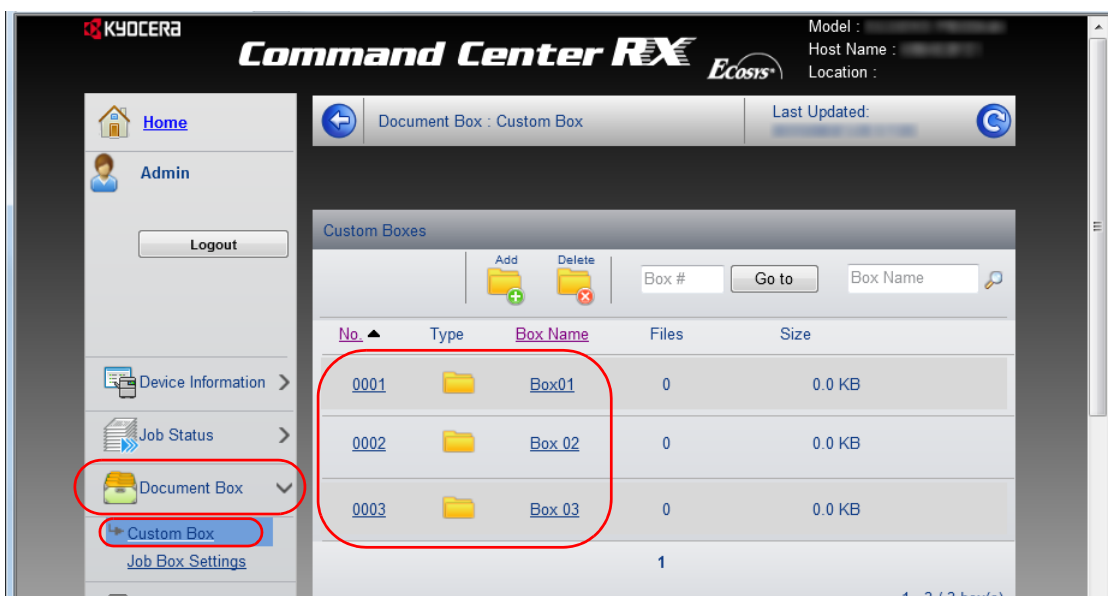 KYOCERA
Command Center RX
Ecosys
Model :
Host Name :
Location :
Home
Document Box : Custom Box
Last Updated:
Admin
Logout
Custom Boxes
Add
Delete
Box #
Go to
Box Name
No. Type Box Name Files Size
0001 Box01 0 0.0 KB
0002 Box 02 0 0.0 KB
0003 Box 03 0 0.0 KB
1
Device Information
Job Status
Document Box
Custom Box
Job Box Settings